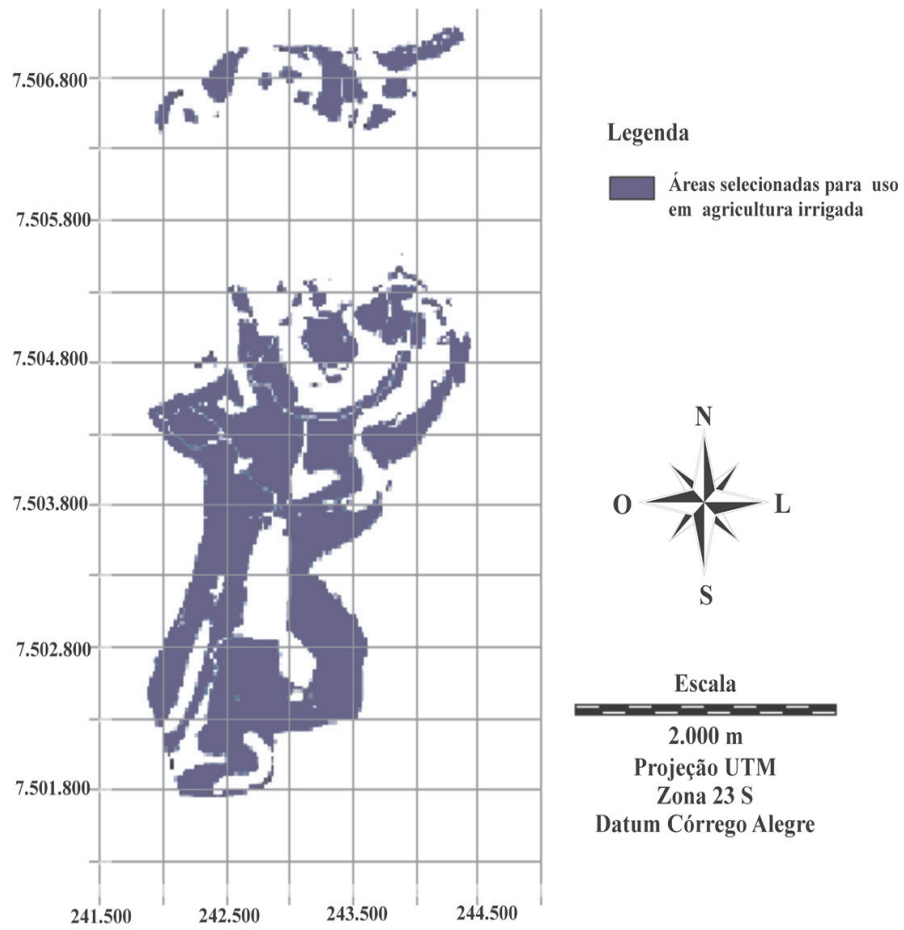 7.506.800
7.505.800
7.504.800
7.503.800
7.502.800
7.501.800
241.500
242.500
243.500
244.500
Legenda
Áreas selecionadas para uso
em agricultura irrigada
N
O
L
S
Escala
2.000 m
Projeção UTM
Zona 23 S
Datum Córrego Alegre